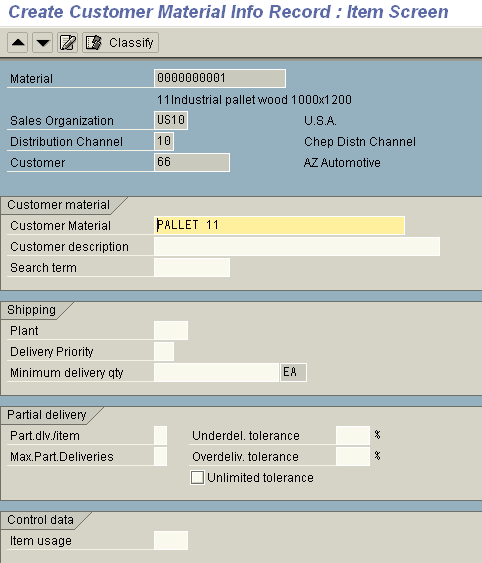 Create Customer Material Info Record : Item Screen
Classify
Material 0000000001
11Industrial pallet wood 1000x1200
Sales Organization US10 U.S.A.
Distribution Channel 10 Chep Distn Channel
Customer 66 AZ Automotive
Customer material
Customer Material PALLET 11
Customer description
Search term
Shipping
Plant
Delivery Priority
Minimum delivery qty EA
Partial delivery
Part.dlv./item Underdel. tolerance %
Max.Part.Deliveries Overdeliv. tolerance %
Unlimited tolerance
Control data
Item usage